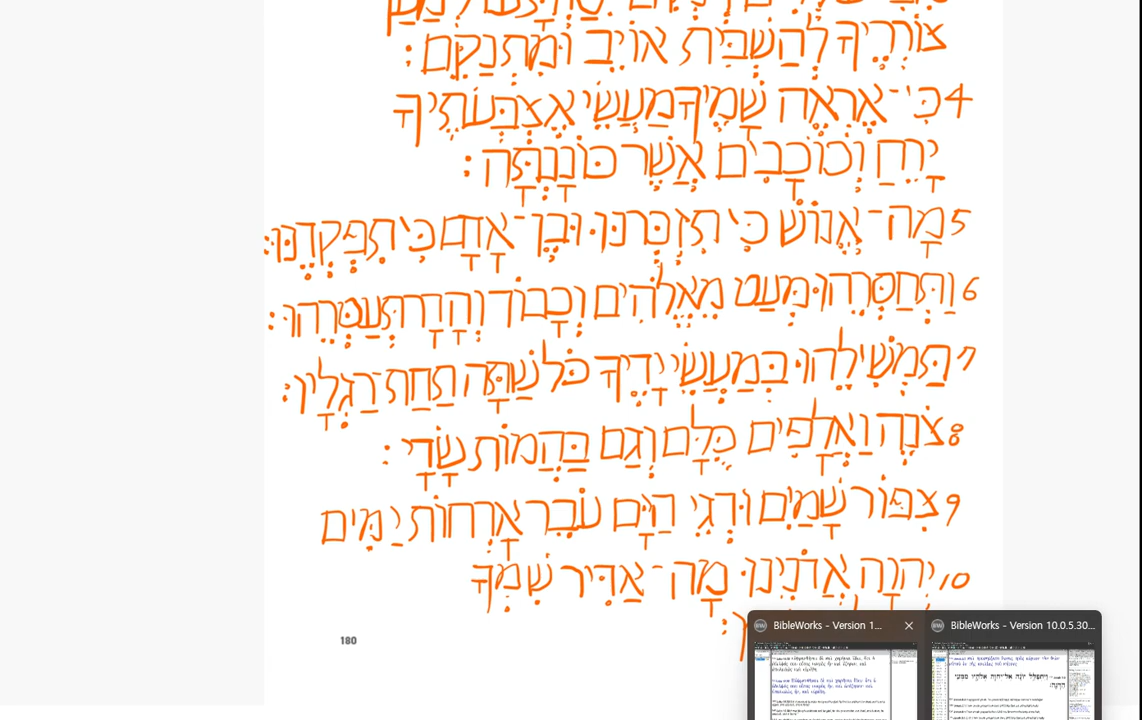 צוֹרְרֶיךָ לְהַשְׁבִּית אוֹיֵב וּמִתְנַקֵּם׃
4 כִּי־אֶרְאֶה שָׁמֶיךָ מַעֲשֵׂי אֶצְבְּעֹתֶיךָ
יָרֵחַ וְכוֹכָבִים אֲשֶׁר כּוֹנָנְתָּה׃
5 מָה־אֱנוֹשׁ כִּי תִזְכְּרֶנּוּ וּבֶן־אָדָם כִּי תִפְקְדֶנּוּ׃
6 וַתְּחַסְּרֵהוּ מְּעַט מֵאֱלֹהִים וְכָבוֹד וְהָדָר תְּעַטְּרֵהוּ׃
7 תַּמְשִׁילֵהוּ בְּמַעֲשֵׂי יָדֶיךָ כֹּל שַׁתָּה תַחַת־רַגְלָיו׃
8 צֹנֶה וַאֲלָפִים כֻּלָּם וְגַם בַּהֲמוֹת שָׂדָי׃
9 צִפּוֹר שָׁמַיִם וּדְגֵי הַיָּם עֹבֵר אָרְחוֹת יַמִּים
10 יְהוָה אֲדֹנֵינוּ מָה־אַדִּיר שִׁמְךָ
180
BibleWorks - Version 1...
BibleWorks - Version 10.0.5.30...